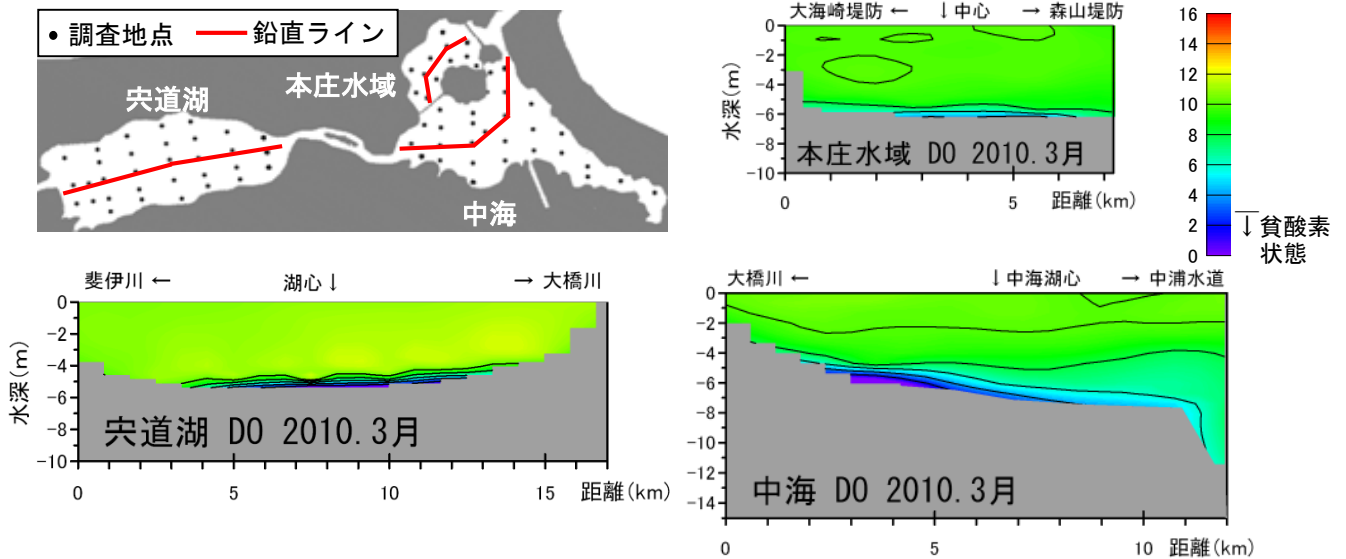 • 調査地点 ― 鉛直ライン
宍道湖
本庄水域
中海
大海崎堤防 ← ↓中心 → 森山堤防
水深(m)
0
-2
-4
-6
-8
-10
本庄水域 DO 2010.3月
0 5 距離(km)
16
14
12
10
8
6
4
2
0
↓ 貧酸素
状態
斐伊川 ← 湖心↓ → 大橋川
水深(m)
0
-2
-4
-6
-8
-10
宍道湖 DO 2010.3月
0 5 10 15 距離(km)
大橋川 ← ↓中海湖心 → 中浦水道
水深(m)
0
-2
-4
-6
-8
-10
-12
-14
中海 DO 2010.3月
0 5 10 距離(km)